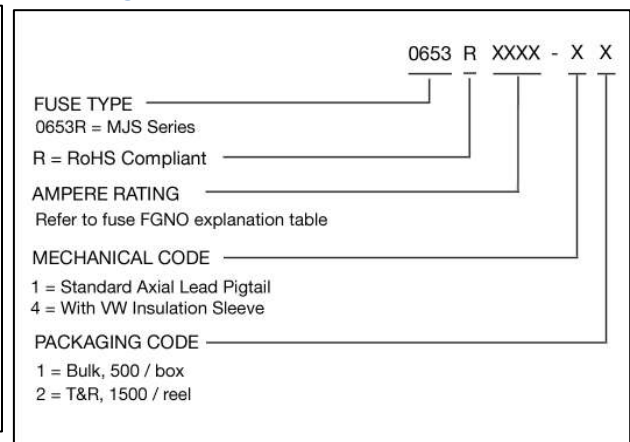 0653 R XXXX - X X
FUSE TYPE
0653R = MJS Series
R = RoHS Compliant
AMPERE RATING
Refer to fuse FGNO explanation table
MECHANICAL CODE
1 = Standard Axial Lead Pigtail
4 = With VW Insulation Sleeve
PACKAGING CODE
1 = Bulk, 500 / box
2 = T&R, 1500 / reel